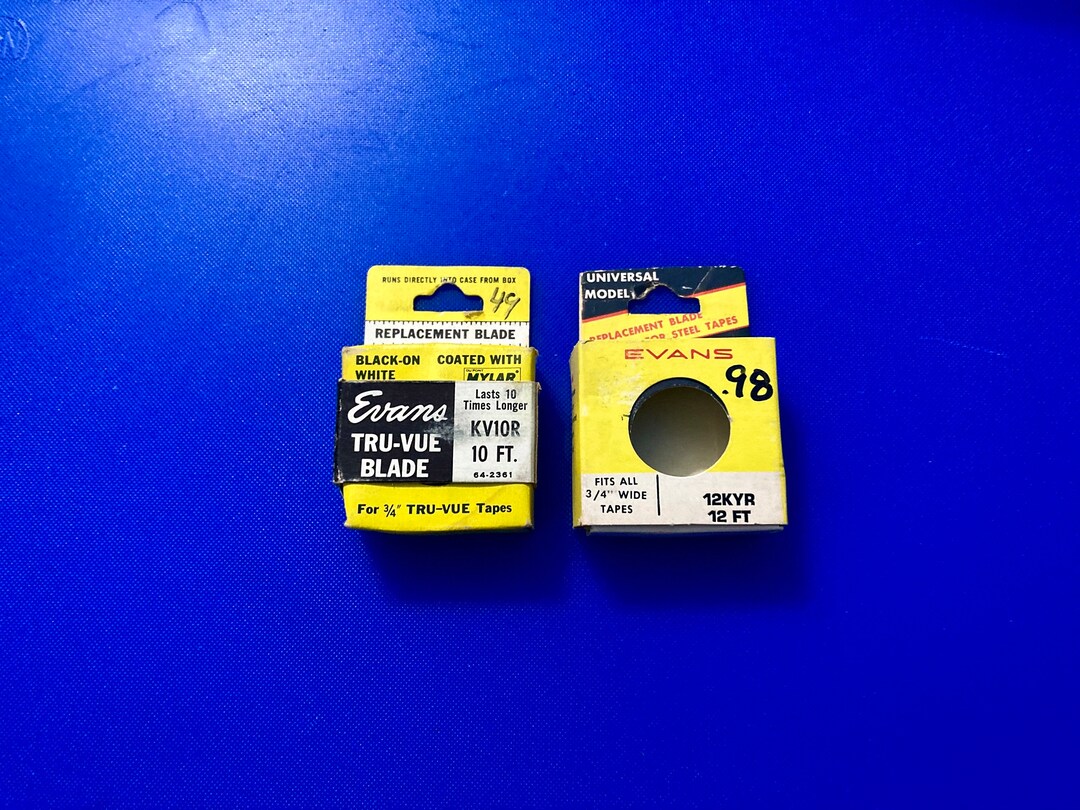 RUNS DIRECTLY INTO CASE FROM BOX
49
REPLACEMENT BLADE
BLACK-ON COATED WITH
WHITE MYLAR
Evans
TRU-VUE
BLADE
Lasts 10
Times Longer
KV10R
10 FT.
64-2361
For 3/4" TRU-VUE Tapes
UNIVERSAL
MODEL
REPLACEMENT BLADE
FOR STEEL TAPES
EVANS
.98
FITS ALL
3/4" WIDE
TAPES
12KYR
12 FT